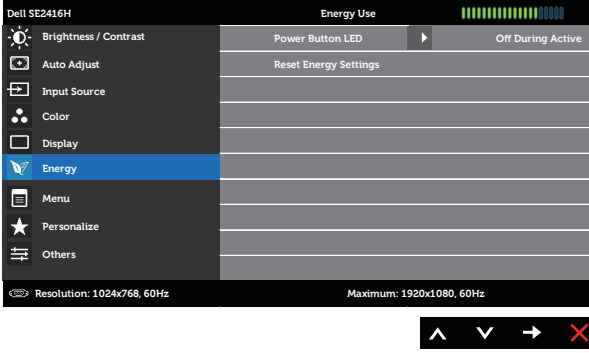 Dell SE2416H Energy Use
Brightness / Contrast Power Button LED Off During Active
Auto Adjust Reset Energy Settings
Input Source
Color
Display
Energy
Menu
Personalize
Others
Resolution: 1024x768, 60Hz Maximum: 1920x1080, 60Hz